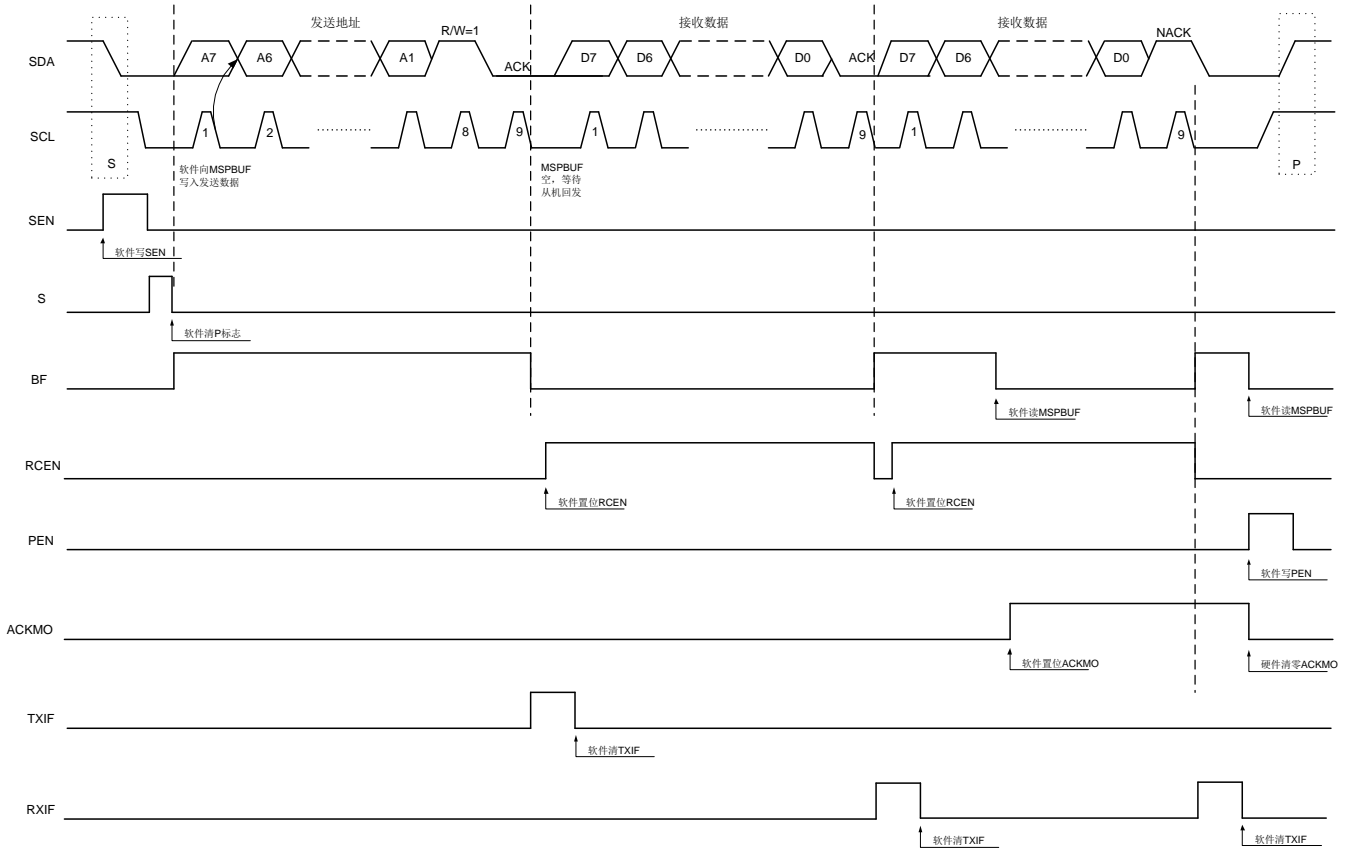 发送地址
R/W=1
接收数据
接收数据
NACK
SDA
A7
A6
A1
ACK
D7
D6
D0
ACK
D7
D6
D0
SCL
1
2
............
8
9
1
...............
9
1
...............
9
S
P
软件向MSPBUF
写入发送数据
MSPBUF
空，等待
从机回发
SEN
软件写SEN
S
软件清P标志
BF
软件读MSPBUF
软件读MSPBUF
RCEN
软件置位RCEN
软件置位RCEN
PEN
软件写PEN
ACKMO
软件置位ACKMO
硬件清零ACKMO
TXIF
软件清TXIF
RXIF
软件清TXIF
软件清TXIF